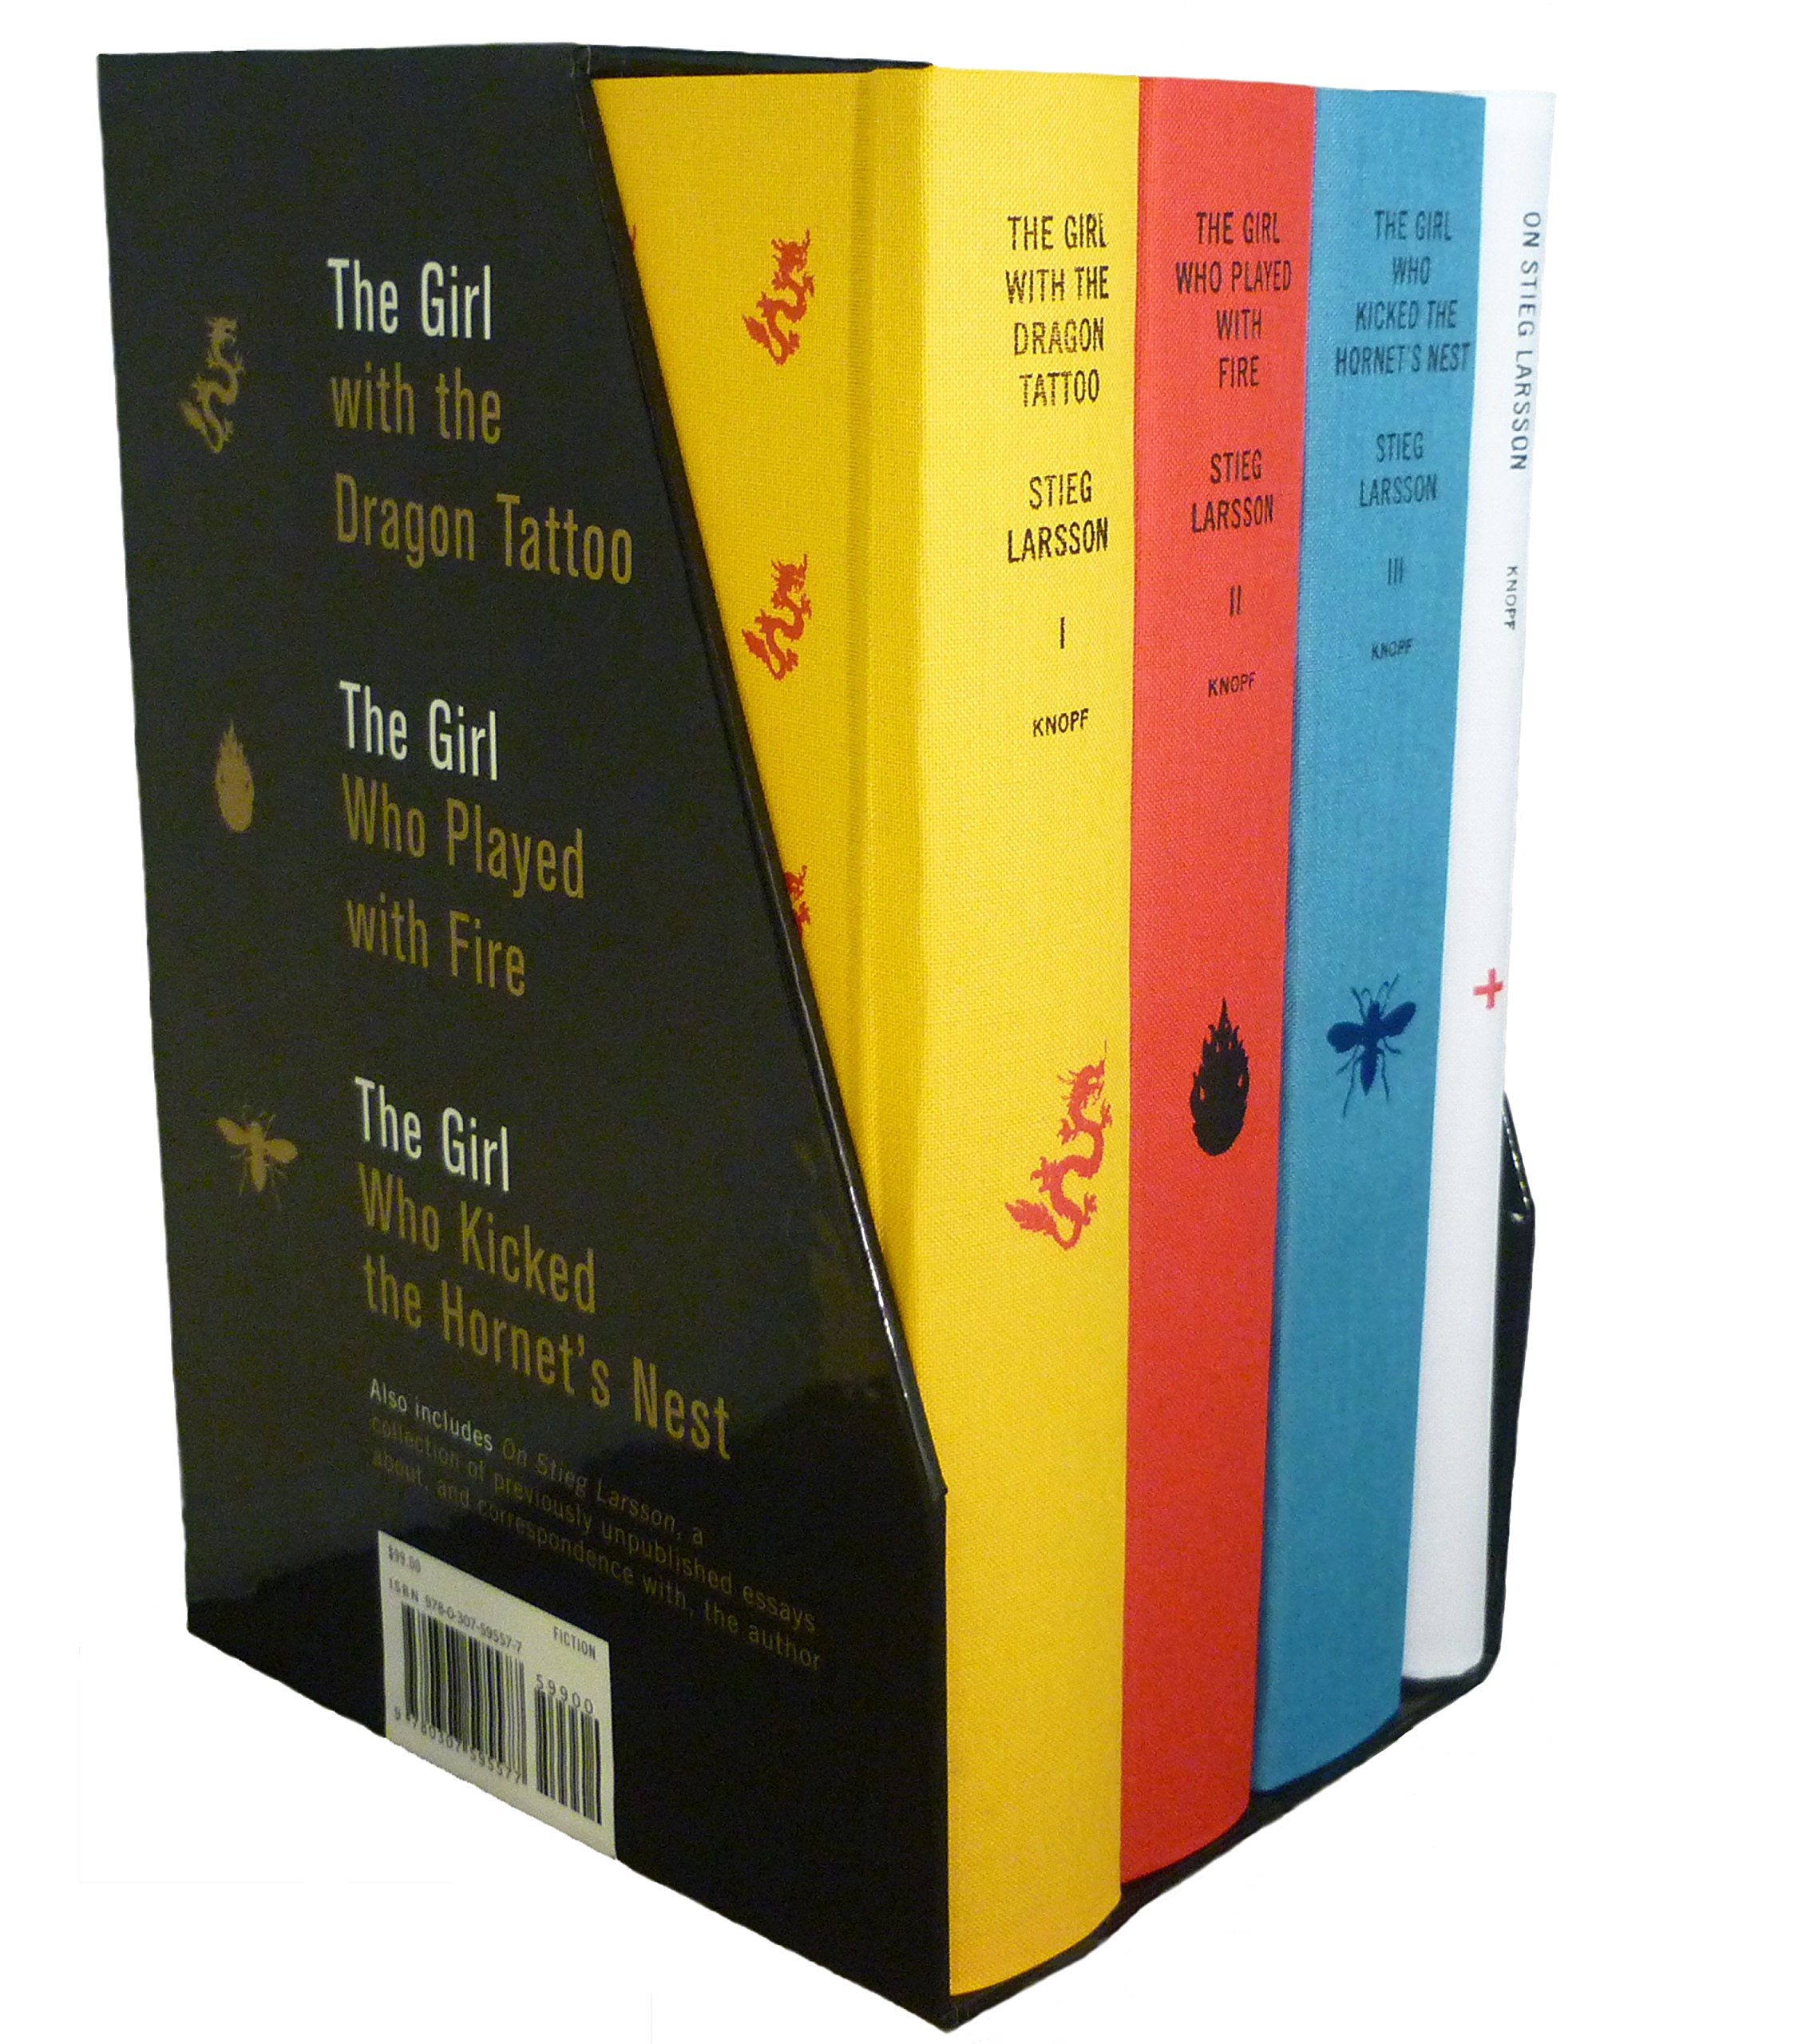 The Girl
with the
Dragon Tattoo
The Girl
Who Played
with Fire
The Girl
Who Kicked
the Hornet's Nest
Also includes On Stieg Larsson, a
collection of previously unpublished essays
about, and correspondence with, the author
$99.00
ISBN 978-0-307-59557-7
FICTION
59900
9 780307 595577
THE GIRL
WITH THE
DRAGON
TATTOO
STIEG
LARSSON
I
KNOPF
THE GIRL
WHO PLAYED
WITH
FIRE
STIEG
LARSSON
II
KNOPF
THE GIRL
WHO
KICKED THE
HORNET'S NEST
STIEG
LARSSON
III
KNOPF
ON STIEG LARSSON
KNOPF